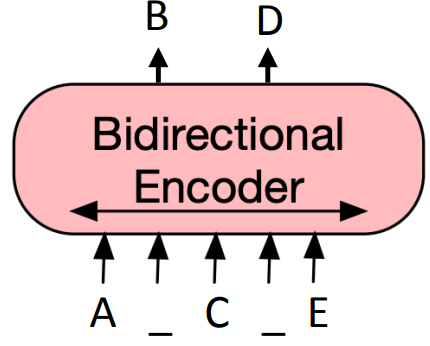 B D
Bidirectional
Encoder
A _ C _ E